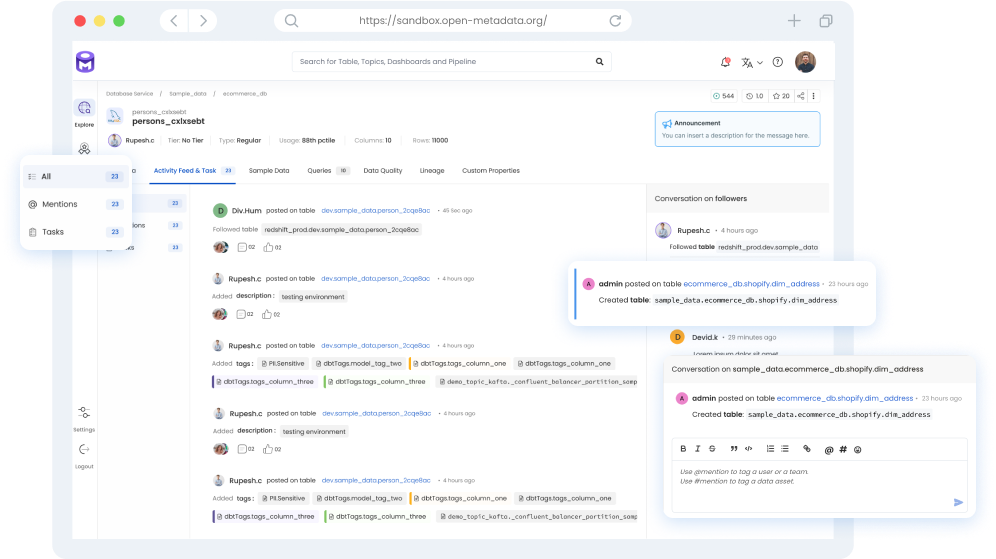 https://sandbox.open-metadata.org/
Search for Table, Topics, Dashboards and Pipeline
Database Service / Sample_data / ecommerce_db
544
1.0
20
persons_cxlxsebt
persons_cxlxsebt
Explore
Rupesh.c Tier: No Tier Type: Regular Usage: 88th pctile Columns: 10 Rows: 11000
Announcement
You can insert a description for the message here.
Activity Feed & Task 23 Sample Data Queries 10 Data Quality Lineage Custom Properties
All 23
Mentions 23
Tasks 23
23
23
23
Div.Hum posted on table dev.sample_data.person_2cqe8ac • 45 Sec ago
D
Followed table redshift_prod.dev.sample_data.person_2cqe8ac
02 02
Rupesh.c posted on table dev.sample_data.person_2cqe8ac • 4 hours ago
Added description : testing environment
02 02
Rupesh.c posted on table dev.sample_data.person_2cqe8ac • 4 hours ago
Added tags : PII.Sensitive dbtTags.model_tag_two dbtTags.tags_column_one dbtTags.tags_column_one
dbtTags.tags_column_three dbtTags.tags_column_three demo_topic_kafta._confluent_balancer_partition_samp
Rupesh.c posted on table dev.sample_data.person_2cqe8ac • 4 hours ago
Added description : testing environment
02 02
Rupesh.c posted on table dev.sample_data.person_2cqe8ac • 4 hours ago
Added tags : PII.Sensitive dbtTags.model_tag_two dbtTags.tags_column_one dbtTags.tags_column_one
dbtTags.tags_column_three dbtTags.tags_column_three demo_topic_kafta._confluent_balancer_partition_samp
Settings
Logout
Conversation on followers
Rupesh.c • 4 hours ago
Followed table redshift_prod.dev.sample_data
A admin posted on table ecommerce_db.shopify.dim_address • 23 hours ago
Created table: sample_data.ecommerce_db.shopify.dim_address
D Devid.k • 29 minutes ago
Lorem ipsum dolor sit amet
Conversation on sample_data.ecommerce_db.shopify.dim_address
A admin posted on table ecommerce_db.shopify.dim_address • 23 hours ago
Created table: sample_data.ecommerce_db.shopify.dim_address
B I S
Use @mention to tag a user or a team.
Use #mention to tag a data asset.